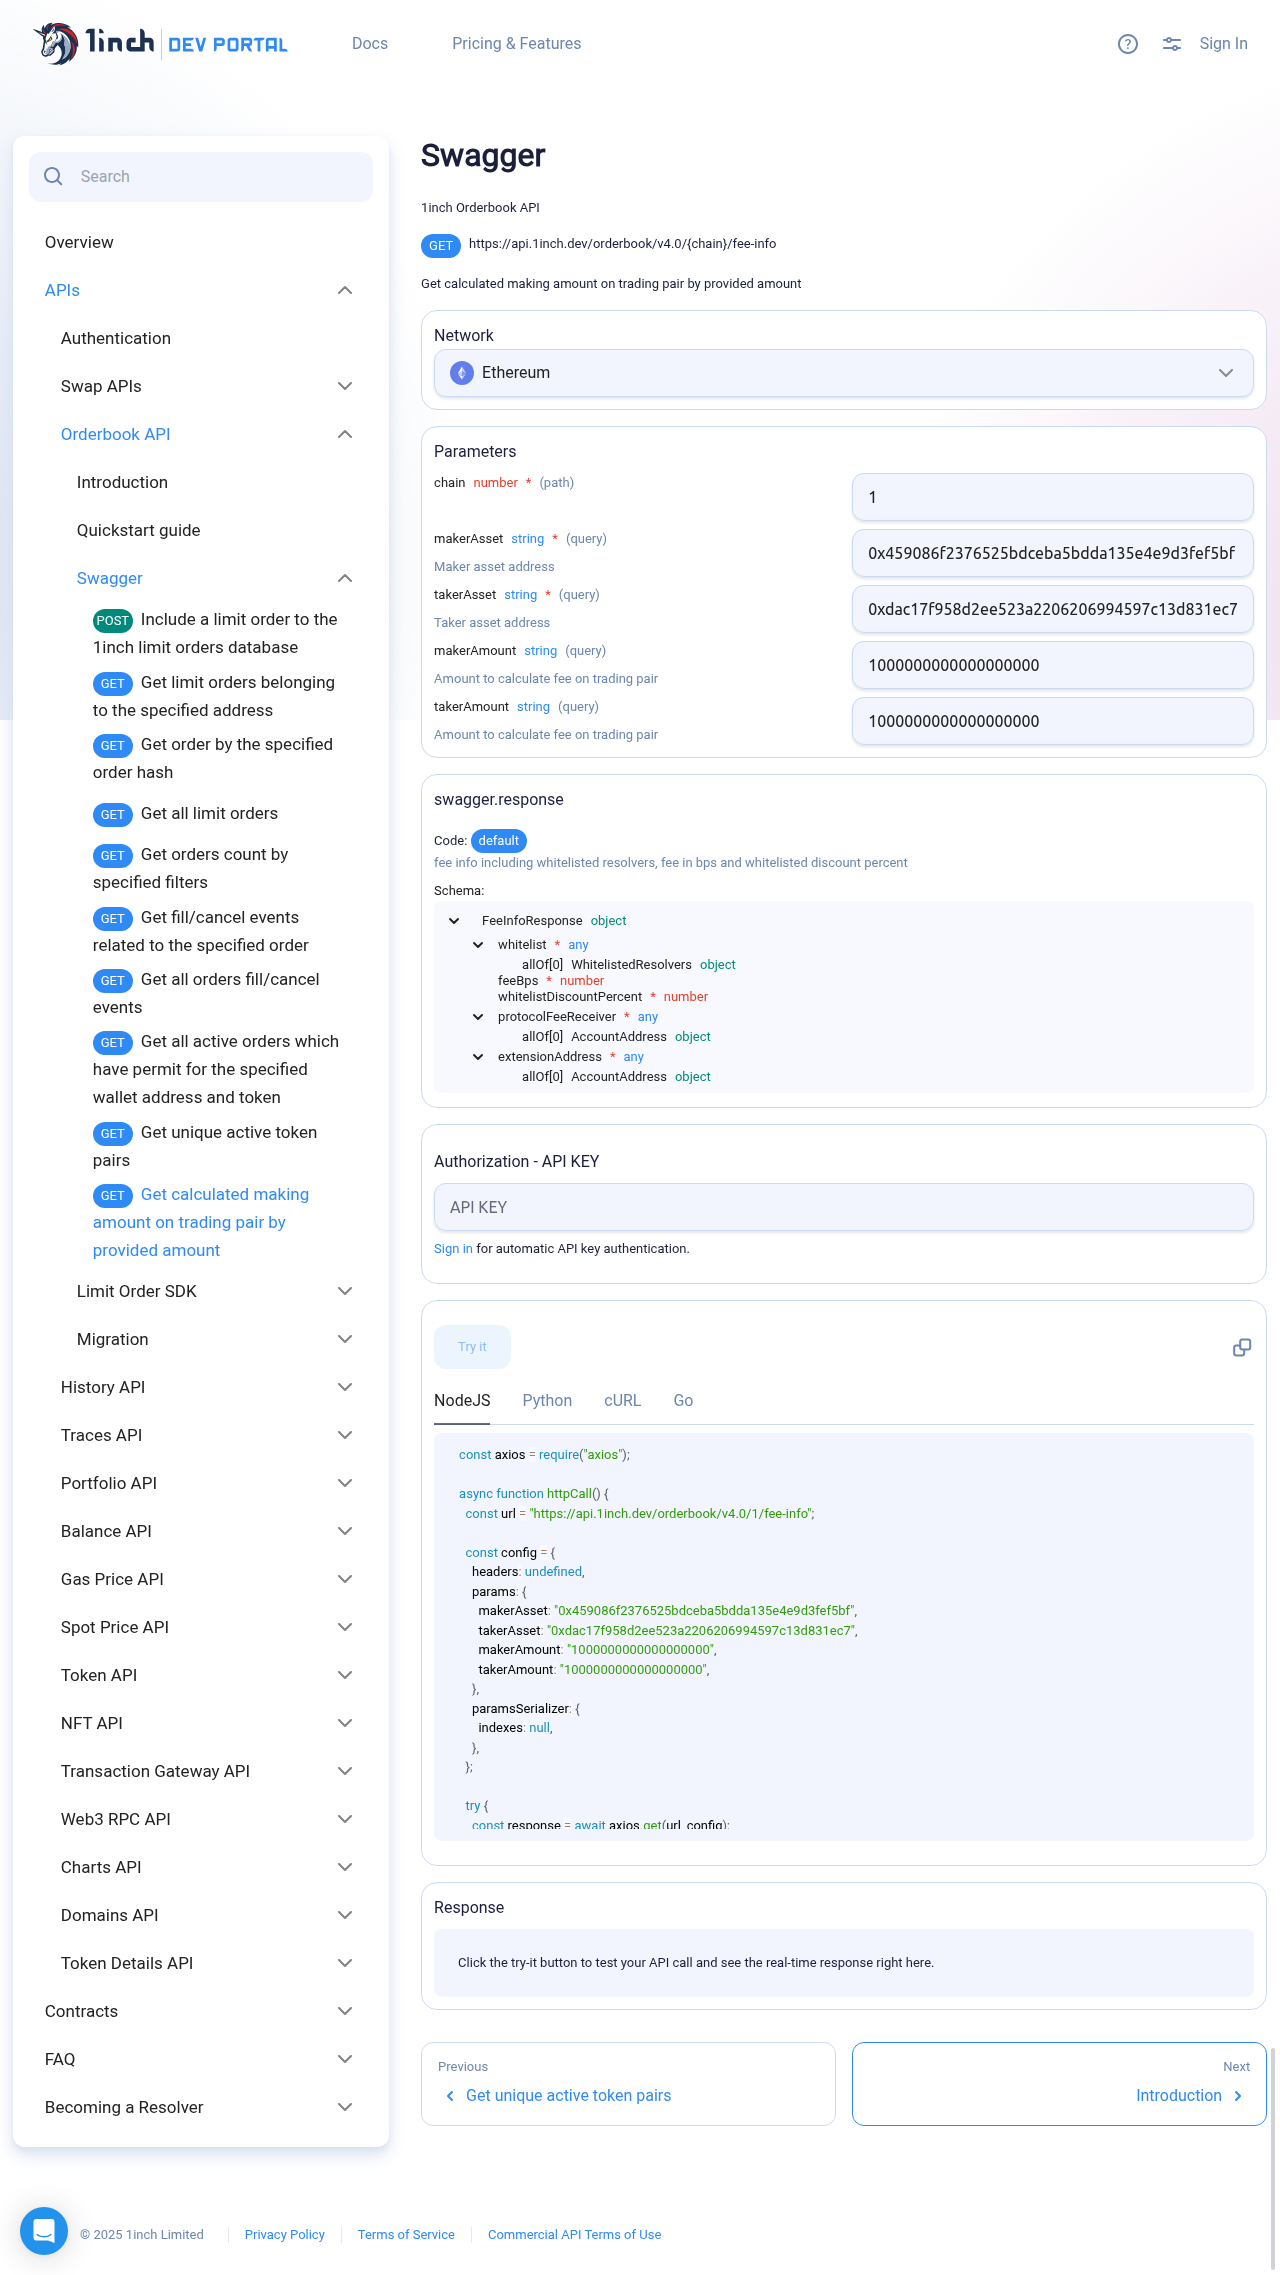 1inch DEV PORTAL
Docs
Pricing & Features
Sign In
Search
Overview
APIs
Authentication
Swap APIs
Orderbook API
Introduction
Quickstart guide
Swagger
POST Include a limit order to the
1inch limit orders database
GET Get limit orders belonging
to the specified address
GET Get order by the specified
order hash
GET Get all limit orders
GET Get orders count by
specified filters
GET Get fill/cancel events
related to the specified order
GET Get all orders fill/cancel
events
GET Get all active orders which
have permit for the specified
wallet address and token
GET Get unique active token
pairs
GET Get calculated making
amount on trading pair by
provided amount
Limit Order SDK
Migration
History API
Traces API
Portfolio API
Balance API
Gas Price API
Spot Price API
Token API
NFT API
Transaction Gateway API
Web3 RPC API
Charts API
Domains API
Token Details API
Contracts
FAQ
Becoming a Resolver
Swagger
1inch Orderbook API
GET https://api.1inch.dev/orderbook/v4.0/{chain}/fee-info
Get calculated making amount on trading pair by provided amount
Network
Ethereum
Parameters
chain number * (path)
1
makerAsset string * (query)
Maker asset address
0x459086f2376525bdceba5bdda135e4e9d3fef5bf
takerAsset string * (query)
Taker asset address
0xdac17f958d2ee523a2206206994597c13d831ec7
makerAmount string (query)
Amount to calculate fee on trading pair
1000000000000000000
takerAmount string (query)
Amount to calculate fee on trading pair
1000000000000000000
swagger.response
Code: default
fee info including whitelisted resolvers, fee in bps and whitelisted discount percent
Schema:
FeeInfoResponse object
whitelist * any
allOf[0] WhitelistedResolvers object
feeBps * number
whitelistDiscountPercent * number
protocolFeeReceiver * any
allOf[0] AccountAddress object
extensionAddress * any
allOf[0] AccountAddress object
Authorization - API KEY
API KEY
Sign in for automatic API key authentication.
Try it
NodeJS Python cURL Go
const axios = require("axios");
async function httpCall() {
const url = "https://api.1inch.dev/orderbook/v4.0/1/fee-info";
const config = {
headers: undefined,
params: {
makerAsset: "0x459086f2376525bdceba5bdda135e4e9d3fef5bf",
takerAsset: "0xdac17f958d2ee523a2206206994597c13d831ec7",
makerAmount: "1000000000000000000",
takerAmount: "1000000000000000000",
},
paramsSerializer: {
indexes: null,
},
};
try {
const response = await axios.get(url, config);
Response
Click the try-it button to test your API call and see the real-time response right here.
Previous
Get unique active token pairs
Next
Introduction
© 2025 1inch Limited
Privacy Policy
Terms of Service
Commercial API Terms of Use